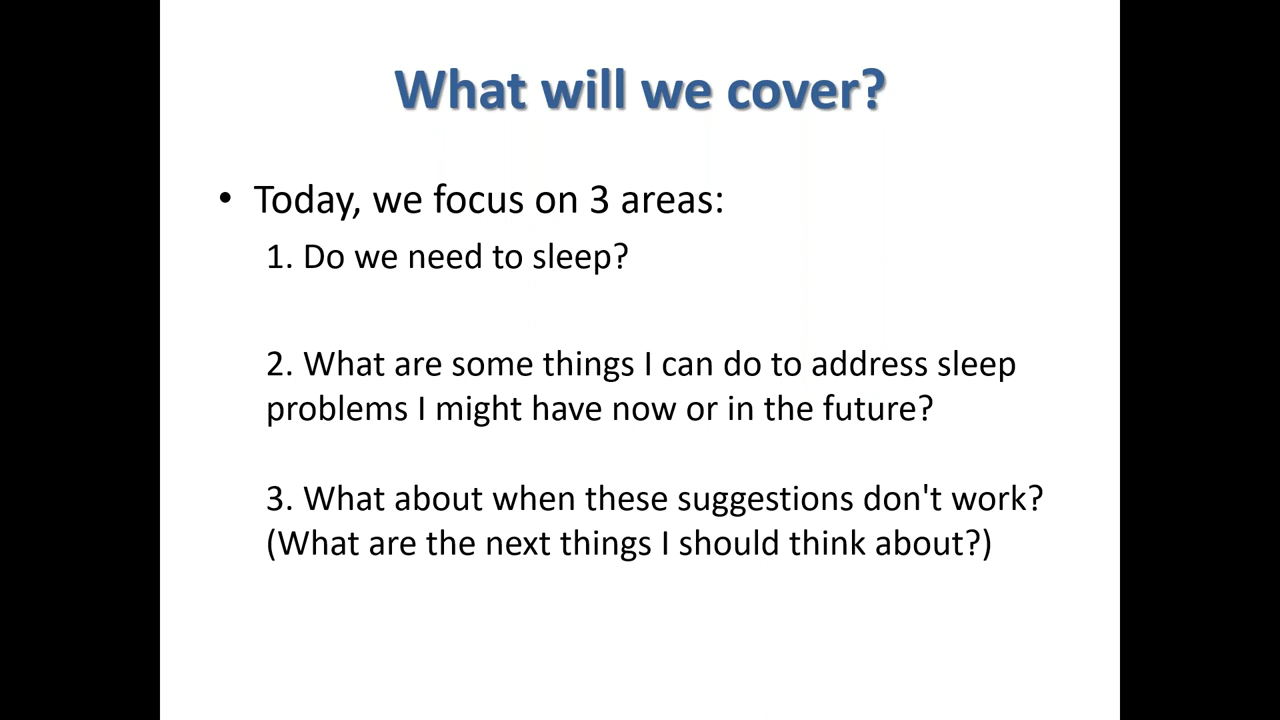 What will we cover?
• Today, we focus on 3 areas:
1. Do we need to sleep?
2. What are some things I can do to address sleep
problems I might have now or in the future?
3. What about when these suggestions don't work?
(What are the next things I should think about?)